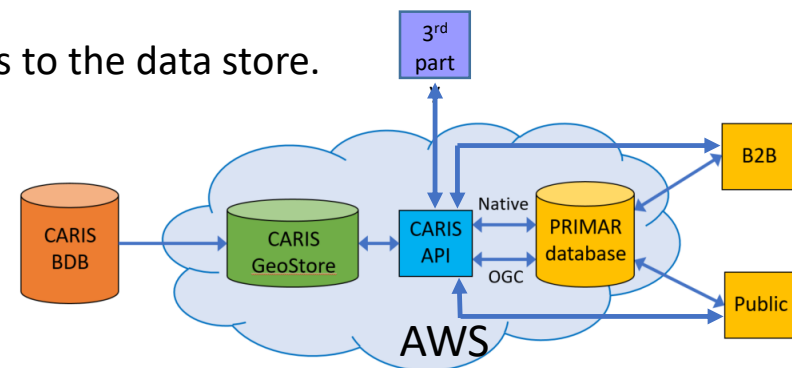 s to the data store.
3rd
part
B2B
Native
CARIS
BDB
CARIS
GeoStore
CARIS
API
PRIMAR
database
OGC
Public
AWS